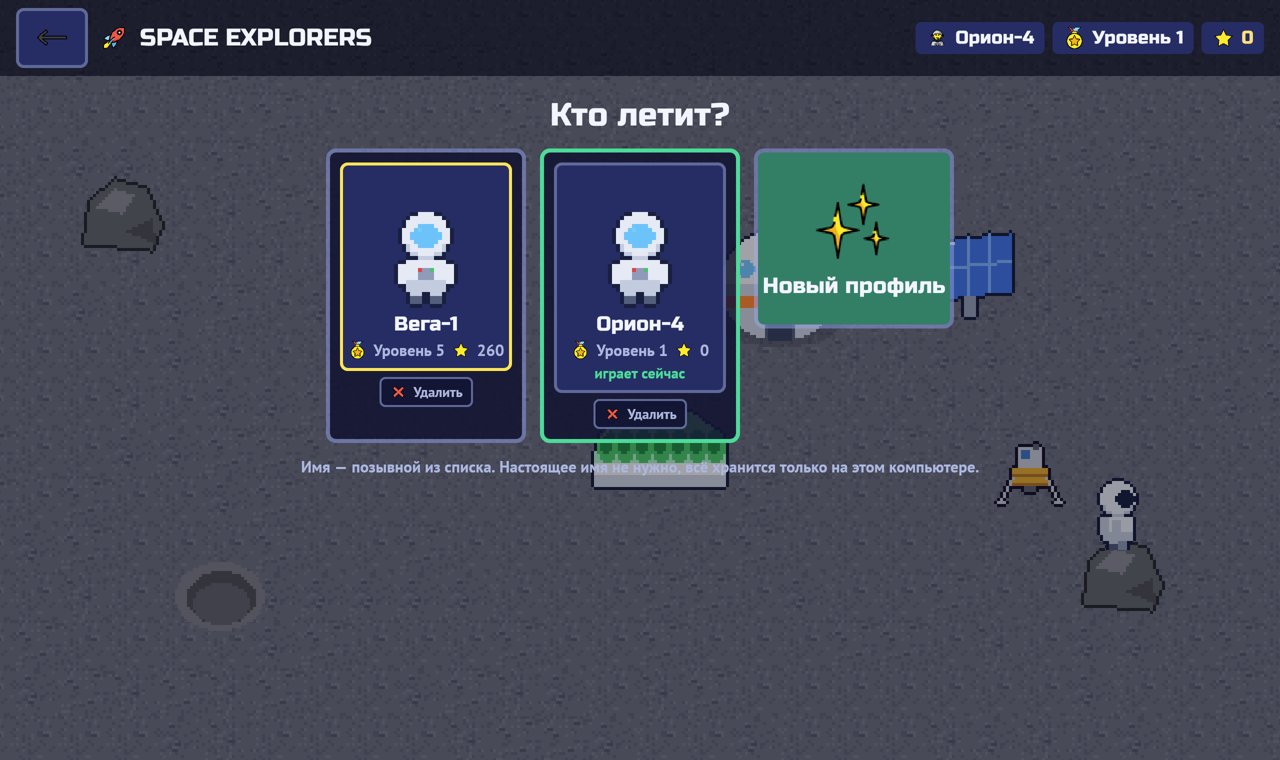 SPACE EXPLORERS
Орион-4
Уровень 1
0
Кто летит?
Вега-1
Уровень 5 260
Удалить
Орион-4
Уровень 1 0
играет сейчас
Удалить
Новый профиль
Имя — позывной из списка. Настоящее имя не нужно, всё хранится только на этом компьютере.